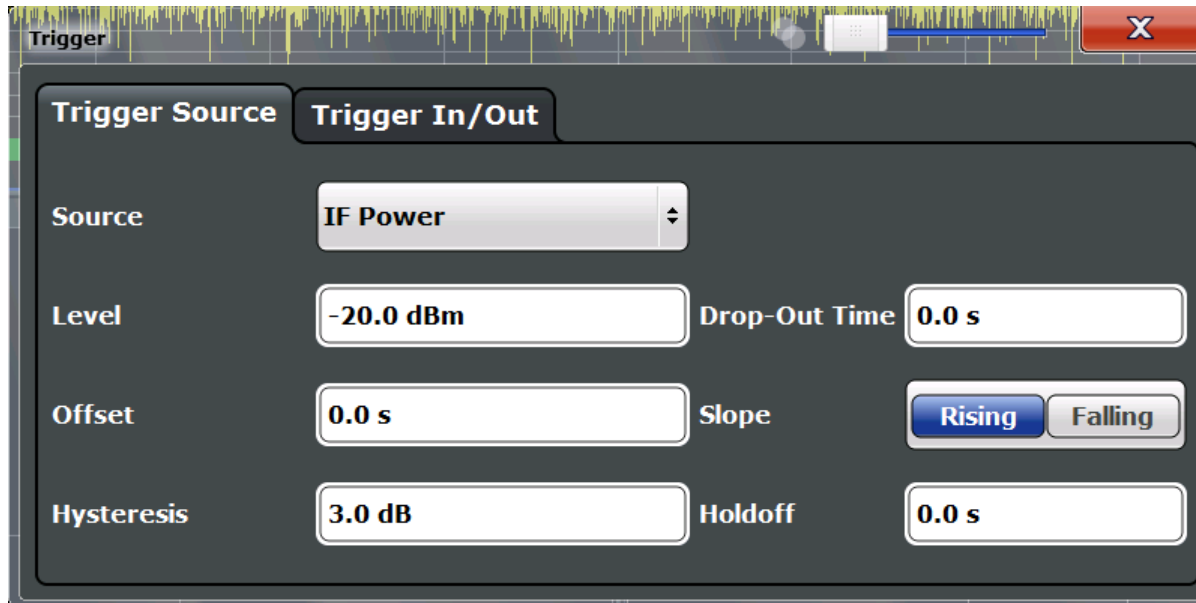 Trigger
X
Trigger Source
Trigger In/Out
Source
IF Power
Level
-20.0 dBm
Drop-Out Time
0.0 s
Offset
0.0 s
Slope
Rising
Falling
Hysteresis
3.0 dB
Holdoff
0.0 s